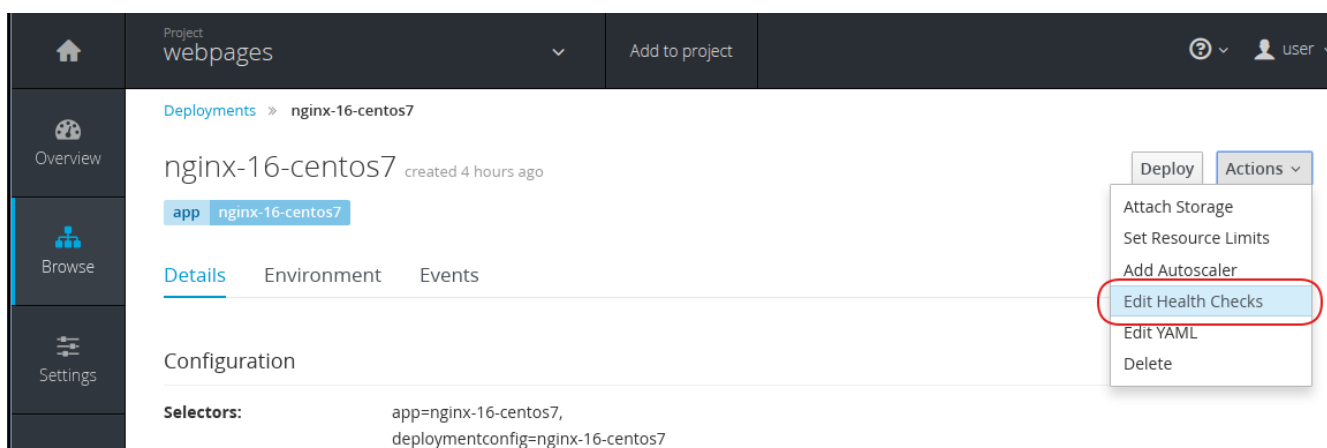 Project
webpages
Add to project
user
Overview
Browse
Settings
Deployments » nginx-16-centos7
nginx-16-centos7 created 4 hours ago
app nginx-16-centos7
Deploy
Actions
Attach Storage
Set Resource Limits
Add Autoscaler
Edit Health Checks
Edit YAML
Delete
Details Environment Events
Configuration
Selectors: app=nginx-16-centos7,
deploymentconfig=nginx-16-centos7